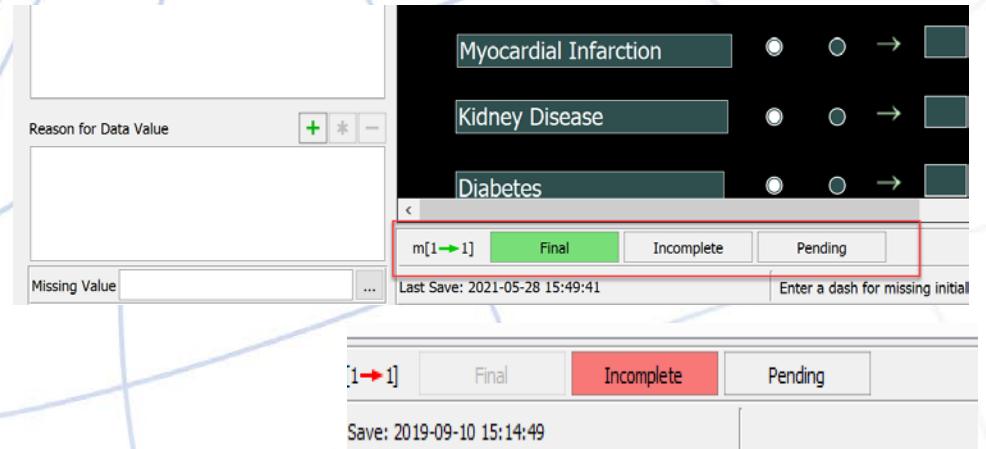 Myocardial Infarction
Reason for Data Value
Kidney Disease
Diabetes
m[1→1] Final Incomplete Pending
Missing Value ...
Last Save: 2021-05-28 15:49:41
Enter a dash for missing initial
[1→1] Final Incomplete Pending
Save: 2019-09-10 15:14:49